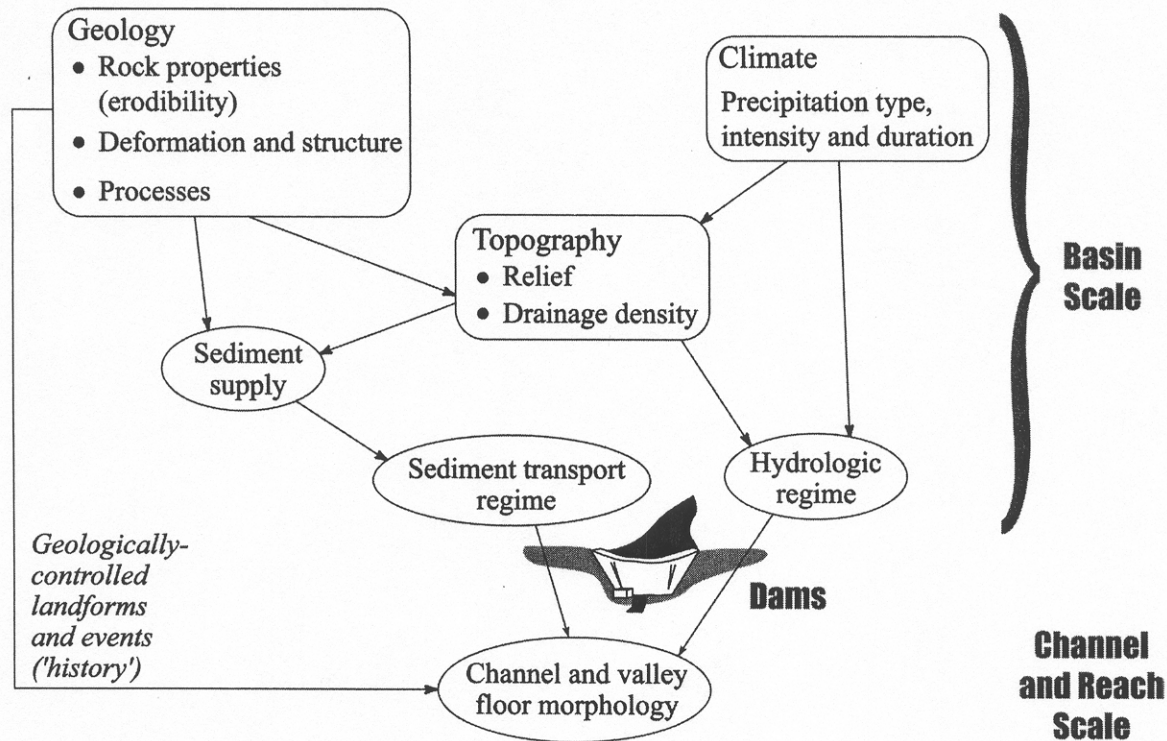 Geology
• Rock properties
(erodibility)
• Deformation and structure
• Processes
Climate
Precipitation type,
intensity and duration
Topography
• Relief
• Drainage density
Basin
Scale
Sediment
supply
Sediment transport
regime
Hydrologic
regime
Geologically-
controlled
landforms
and events
('history')
Dams
Channel and valley
floor morphology
Channel
and Reach
Scale